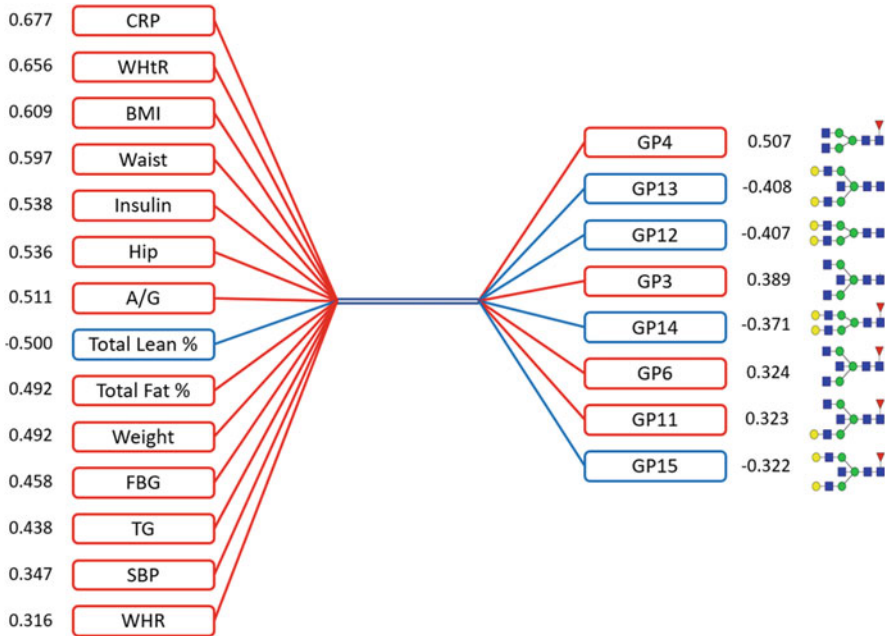 0.677 CRP
0.656 WHtR
0.609 BMI
0.597 Waist
0.538 Insulin
0.536 Hip
0.511 A/G
-0.500 Total Lean %
0.492 Total Fat %
0.492 Weight
0.458 FBG
0.438 TG
0.347 SBP
0.316 WHR
GP4 0.507
GP13 -0.408
GP12 -0.407
GP3 0.389
GP14 -0.371
GP6 0.324
GP11 0.323
GP15 -0.322